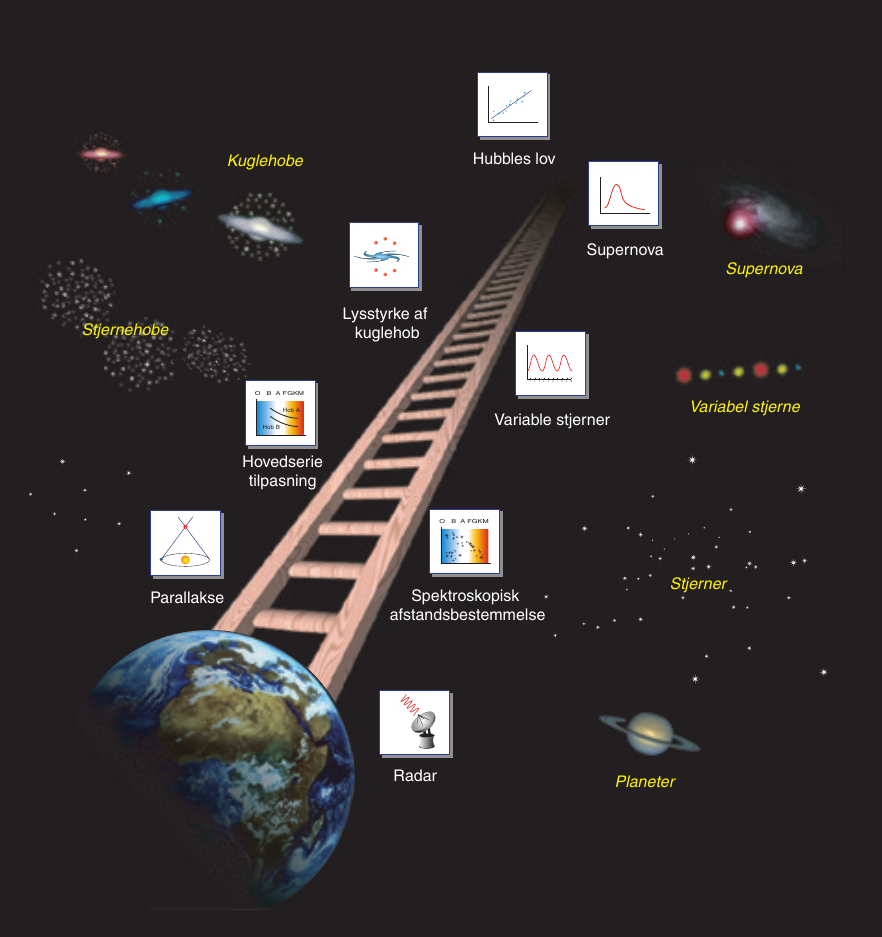 Hubbles lov
Kuglehobe
Supernova
Supernova
Lysstyrke af
kuglehob
Stjernehobe
Variabel stjerne
Variable stjerner
O B A FGKM
Hob A
Hob B
Hovedserie
tilpasning
O B A FGKM
Stjerner
Parallakse
Spektroskopisk
afstandsbestemmelse
Radar
Planeter